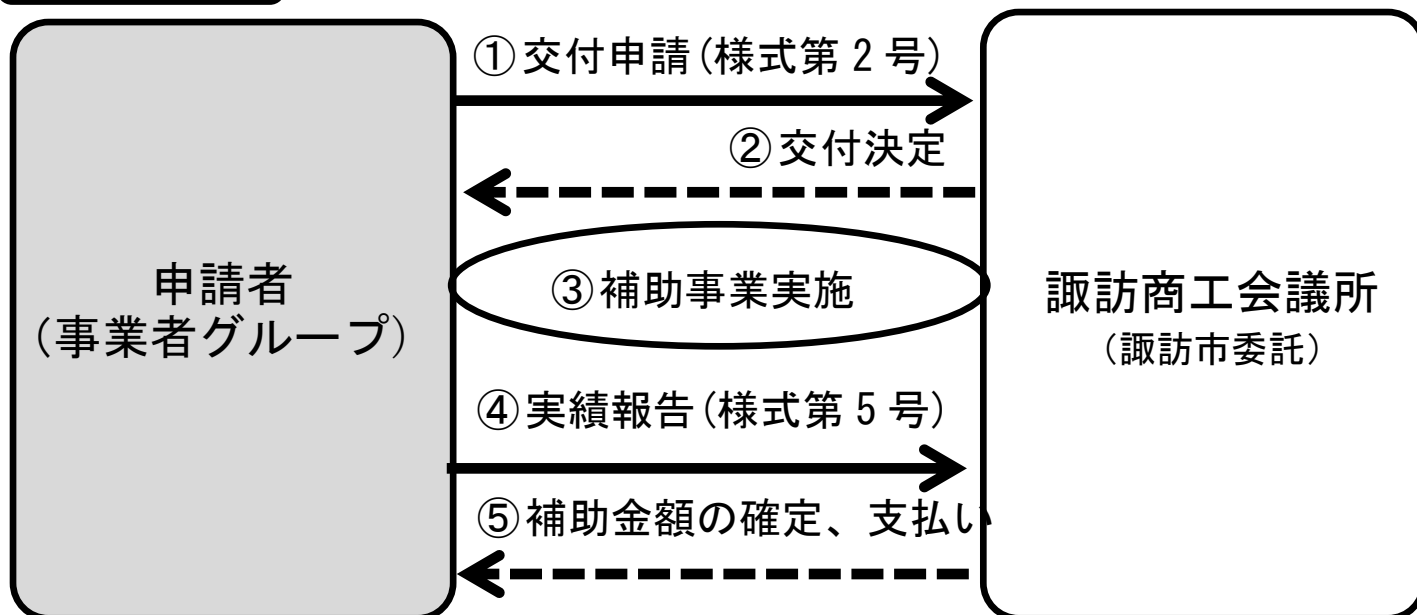 ①交付申請(様式第2号)
②交付決定
申請者
(事業者グループ)
③補助事業実施
諏訪商工会議所
(諏訪市委託)
④実績報告(様式第5号)
⑤補助金額の確定、支払い